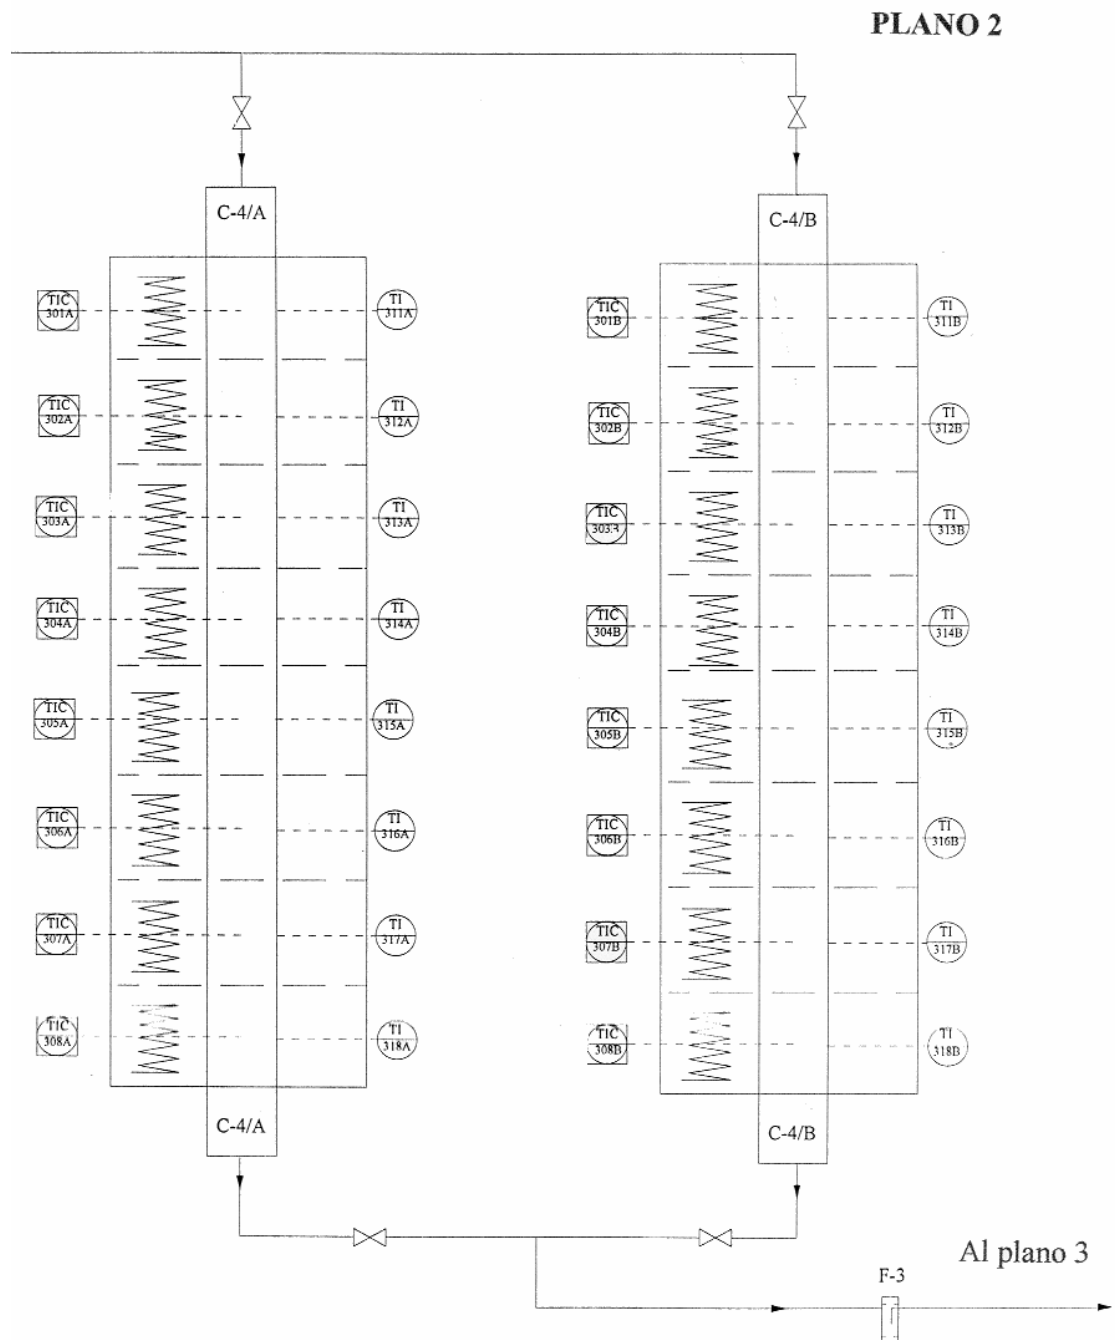 PLANO 2
C-4/A
C-4/B
TIC
301A
TI
311A
TIC
301B
TI
311B
TIC
302A
TI
312A
TIC
302B
TI
312B
TIC
303A
TI
313A
TIC
303B
TI
313B
TIC
304A
TI
314A
TIC
304B
TI
314B
TIC
305A
TI
315A
TIC
305B
TI
315B
TIC
306A
TI
316A
TIC
306B
TI
316B
TIC
307A
TI
317A
TIC
307B
TI
317B
TIC
308A
TI
318A
TIC
308B
TI
318B
C-4/A
C-4/B
Al plano 3
F-3